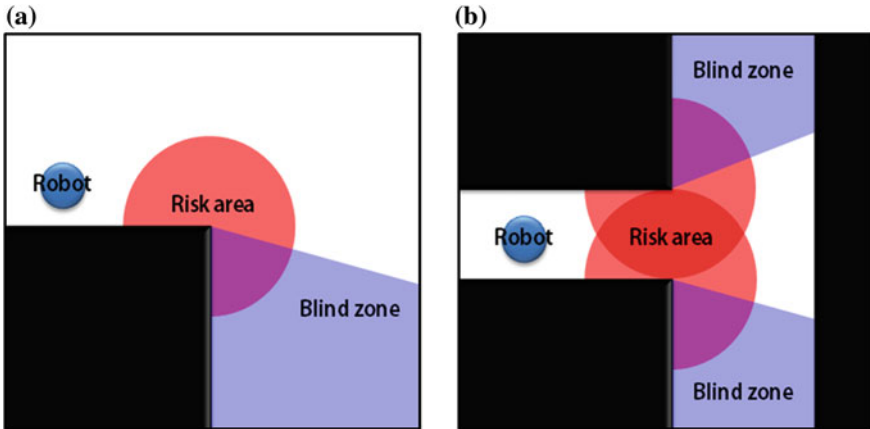 (a)
Robot
Risk area
Blind zone
(b)
Blind zone
Robot
Risk area
Blind zone